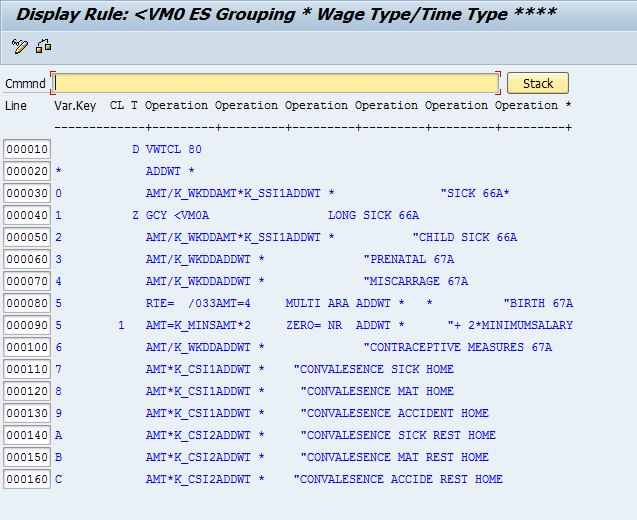 Display Rule: <VM0 ES Grouping * Wage Type/Time Type ****
Cmmnd Stack
Line Var.Key CL T Operation Operation Operation Operation Operation Operation *
------------+---------+---------+---------+---------+---------+---------+
000010 D VWTCL 80
000020 * ADDWT *
000030 0 AMT/K_WKDDAMT*K_SSI1ADDWT * "SICK 66A*
000040 1 Z GCY <VM0A LONG SICK 66A
000050 2 AMT/K_WKDDAMT*K_SSI1ADDWT * "CHILD SICK 66A
000060 3 AMT/K_WKDDADDWT * "PRENATAL 67A
000070 4 AMT/K_WKDDADDWT * "MISCARRAGE 67A
000080 5 RTE= /033AMT=4 MULTI ARA ADDWT * * "BIRTH 67A
000090 5 1 AMT=K_MINSAMT*2 ZERO= NR ADDWT * "+ 2*MINIMUMSALARY
000100 6 AMT/K_WKDDADDWT * "CONTRACEPTIVE MEASURES 67A
000110 7 AMT*K_CSI1ADDWT * "CONVALESENCE SICK HOME
000120 8 AMT*K_CSI1ADDWT * "CONVALESENCE MAT HOME
000130 9 AMT*K_CSI1ADDWT * "CONVALESENCE ACCIDENT HOME
000140 A AMT*K_CSI2ADDWT * "CONVALESENCE SICK REST HOME
000150 B AMT*K_CSI2ADDWT * "CONVALESENCE MAT REST HOME
000160 C AMT*K_CSI2ADDWT * "CONVALESENCE ACCIDE REST HOME